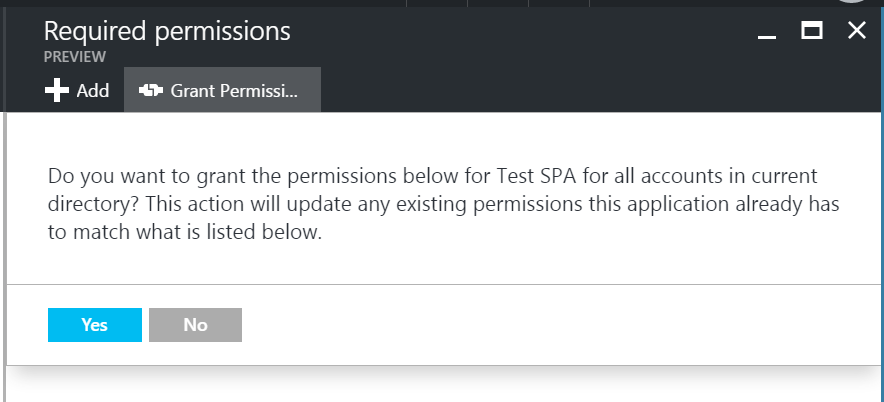 Required permissions
PREVIEW
Add
Grant Permissi...
Do you want to grant the permissions below for Test SPA for all accounts in current
directory? This action will update any existing permissions this application already has
to match what is listed below.
Yes
No